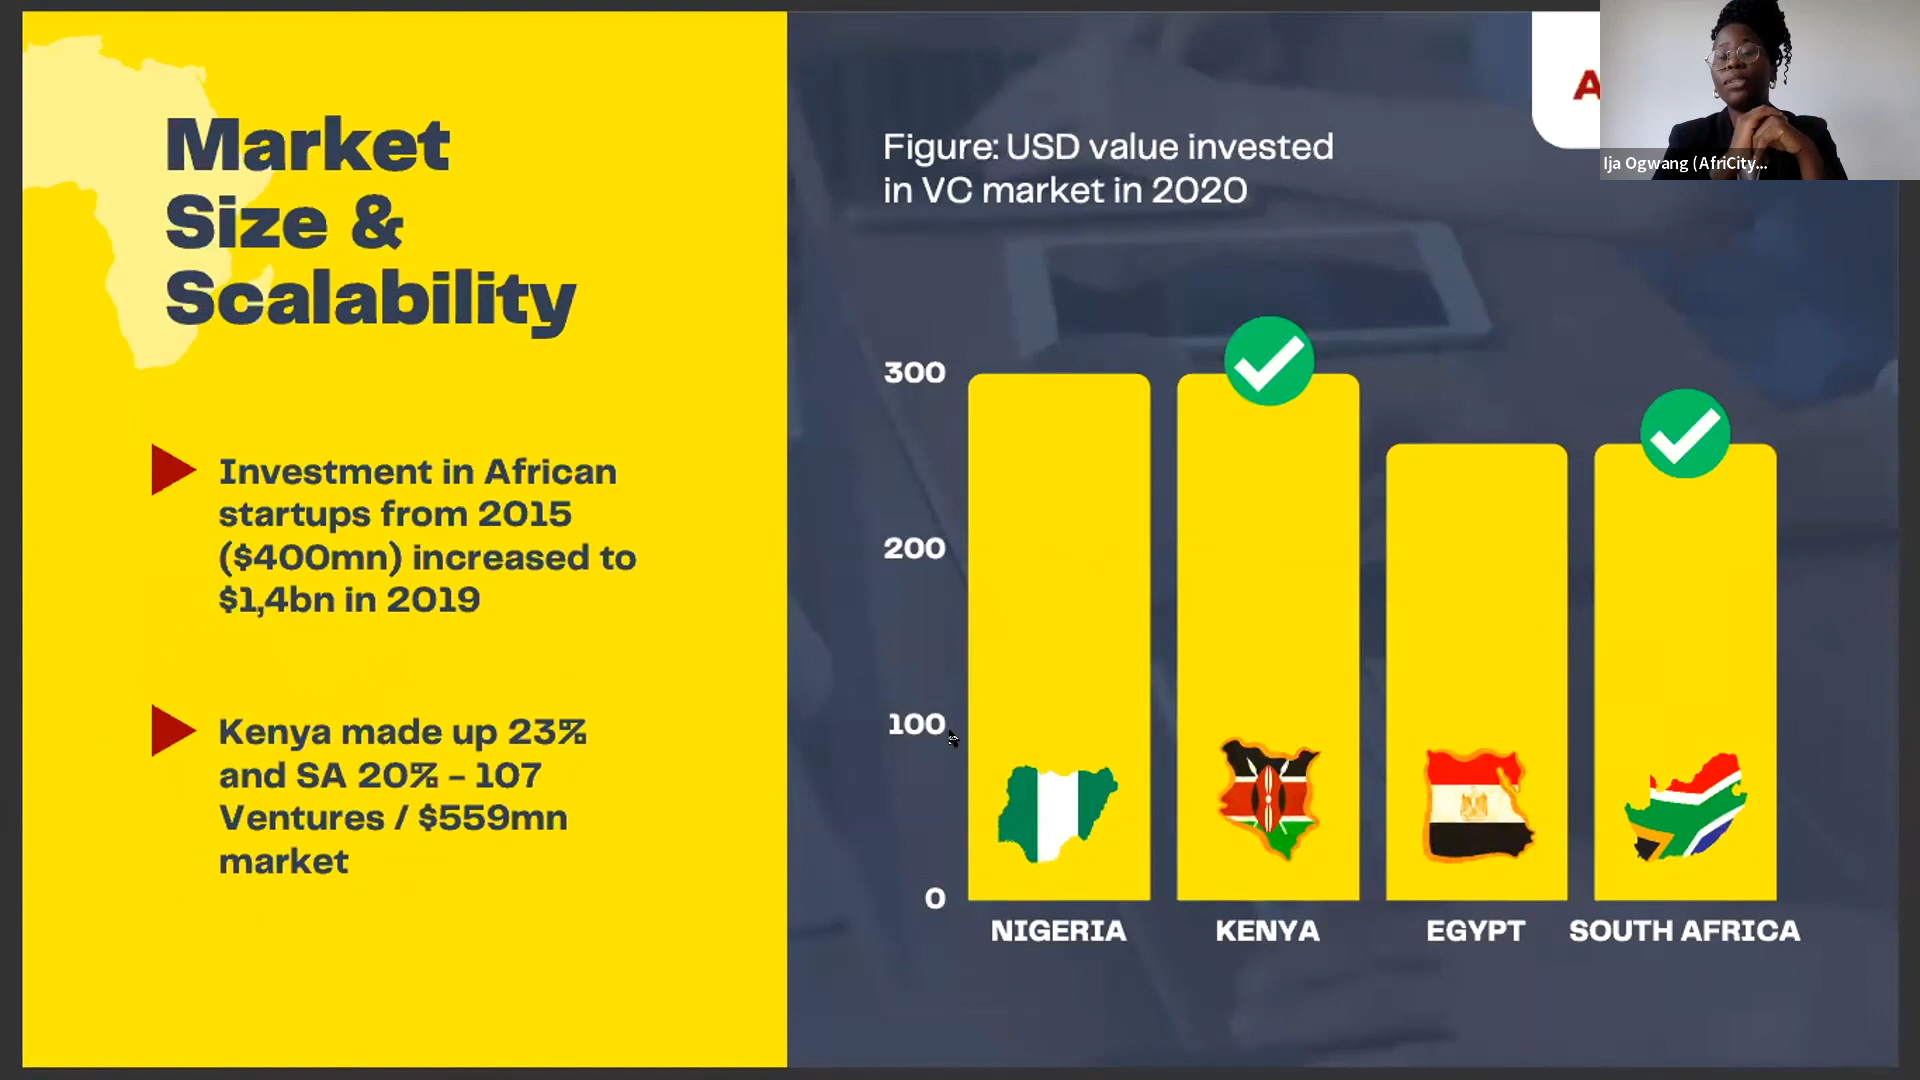 Market
Size &
Scalability
Investment in African
startups from 2015
($400mn) increased to
$1,4bn in 2019
Kenya made up 23%
and SA 20% - 107
Ventures / $559mn
market
Figure: USD value invested
in VC market in 2020
300
200
100
0
NIGERIA
KENYA
EGYPT
SOUTH AFRICA
A
Ija Ogwang (AfriCity...